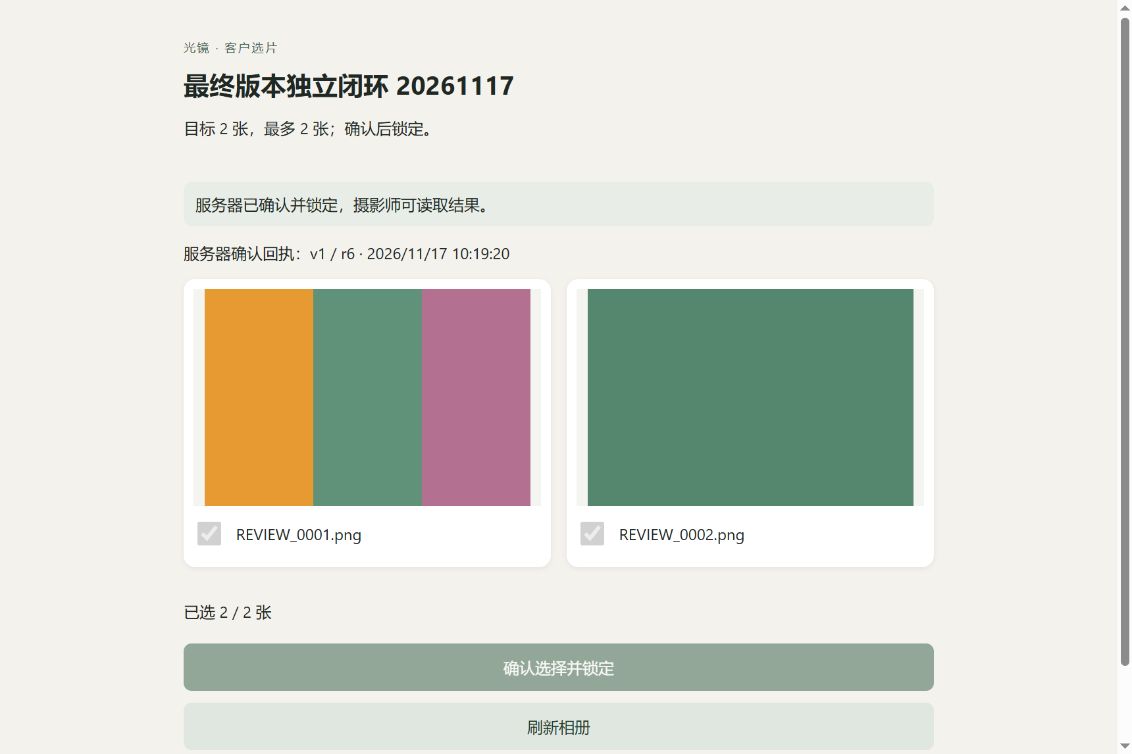 光镜 · 客户选片
最终版本独立闭环 20261117
目标 2 张，最多 2 张；确认后锁定。
服务器已确认并锁定，摄影师可读取结果。
服务器确认回执：v1 / r6 · 2026/11/17 10:19:20
REVIEW_0001.png
REVIEW_0002.png
已选 2 / 2 张
确认选择并锁定
刷新相册